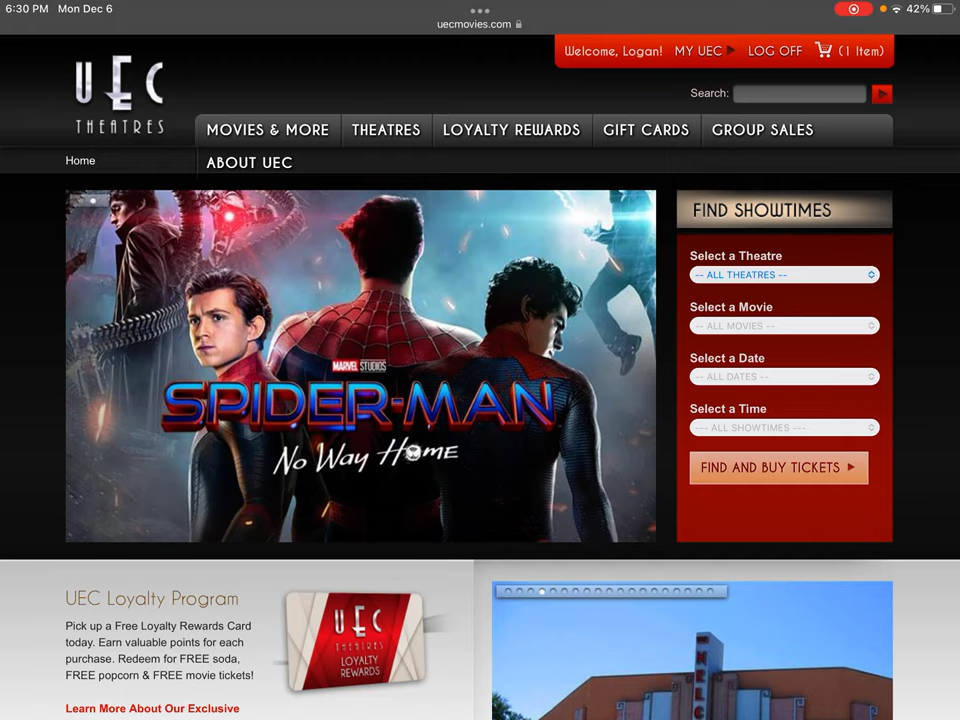 6:30 PM Mon Dec 6
42%
uecmovies.com
Welcome, Logan! MY UEC LOG OFF (1 Item)
UEC
THEATRES
Search:
MOVIES & MORE THEATRES LOYALTY REWARDS GIFT CARDS GROUP SALES
Home
ABOUT UEC
MARVEL STUDIOS
SPIDER-MAN
No Way Home
FIND SHOWTIMES
Select a Theatre
-- ALL THEATRES --
Select a Movie
-- ALL MOVIES --
Select a Date
-- ALL DATES --
Select a Time
--- ALL SHOWTIMES ---
FIND AND BUY TICKETS
UEC Loyalty Program
Pick up a Free Loyalty Rewards Card
today. Earn valuable points for each
purchase. Redeem for FREE soda,
FREE popcorn & FREE movie tickets!
Learn More About Our Exclusive
UEC
THEATRES
LOYALTY
REWARDS